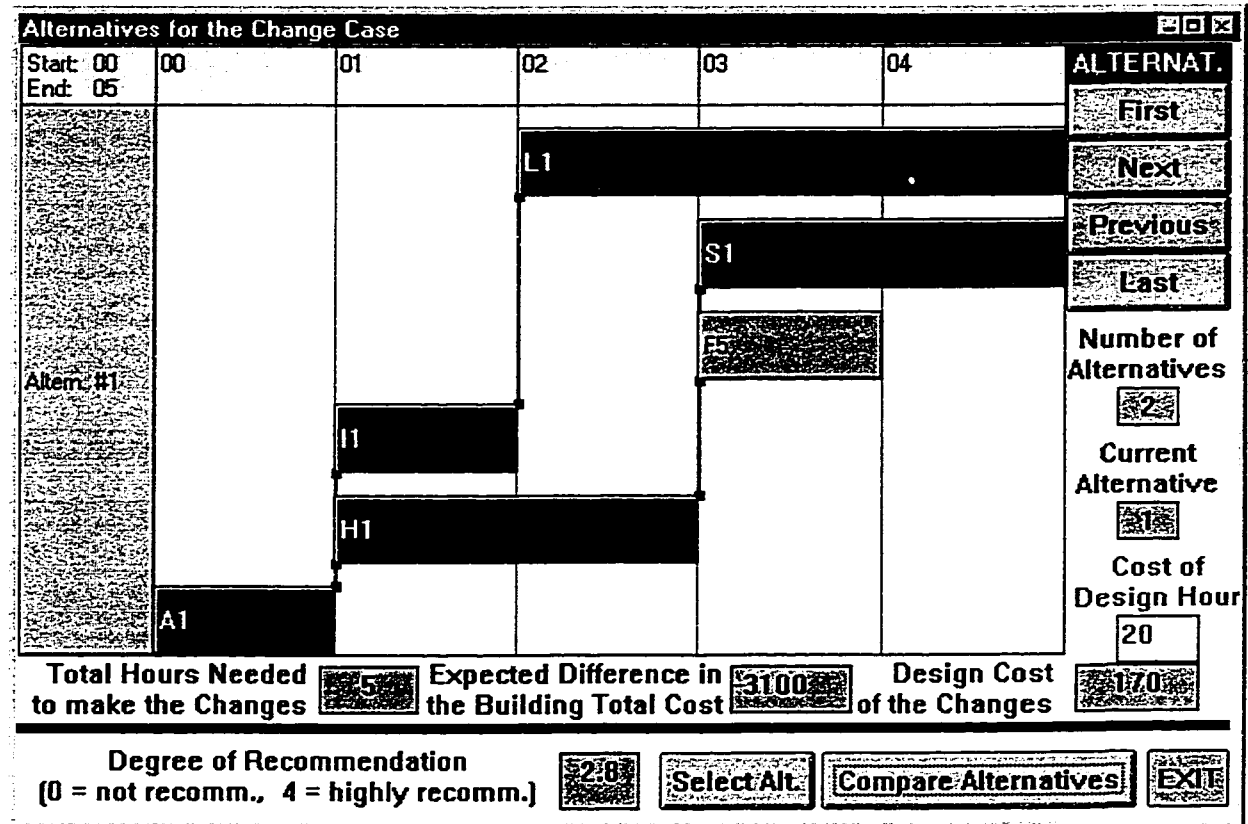 Alternatives for the Change Case
Start: 00
End: 05
00
01
02
03
04
ALTERNAT.
First
Next
Previous
Last
L1
S1
Altem: #1
I1
H1
A1
Number of
Alternatives
2
Current
Alternative
1
Cost of
Design Hour
20
Total Hours Needed
to make the Changes
5
Expected Difference in
the Building Total Cost
3100
Design Cost
of the Changes
170
Degree of Recommendation
(0 = not recomm., 4 = highly recomm.)
2.8
Select Alt.
Compare Alternatives
EXIT